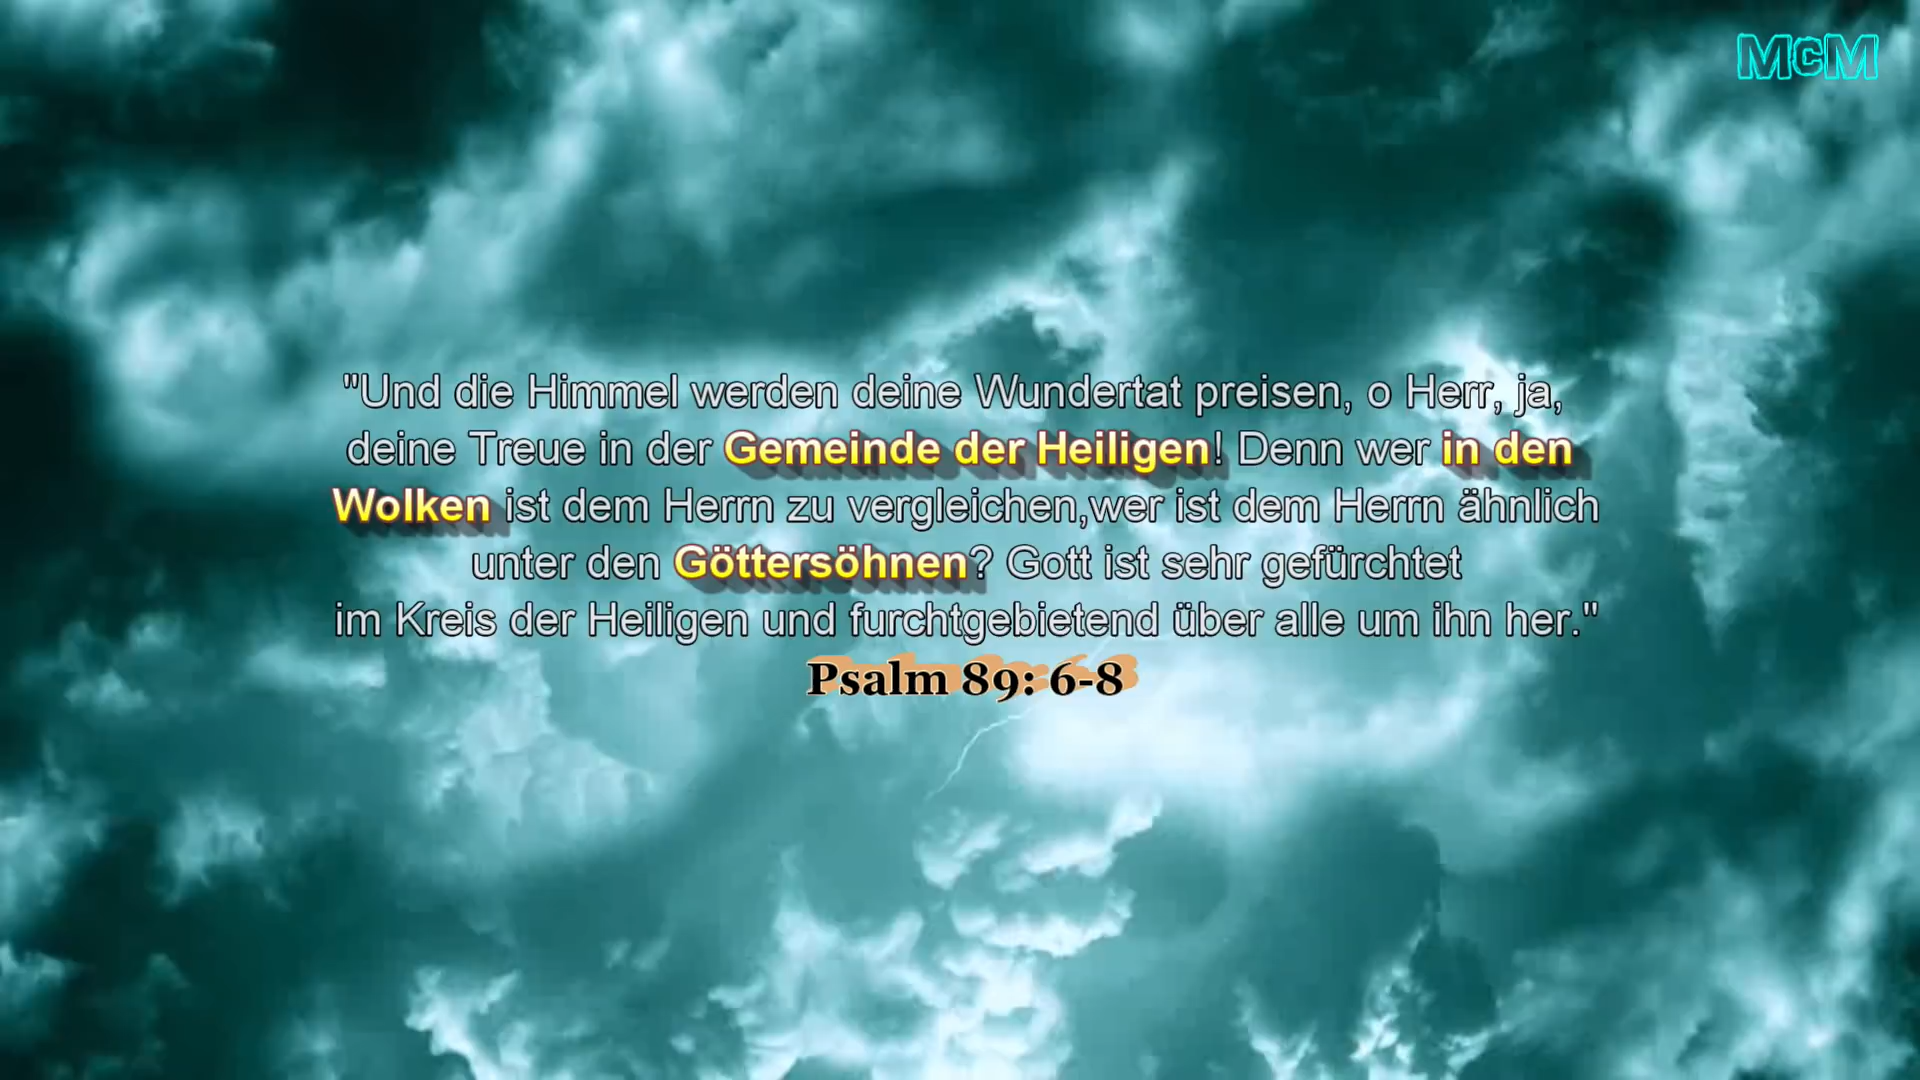 McM
"Und die Himmel werden deine Wundertat preisen, o Herr, ja,
deine Treue in der Gemeinde der Heiligen! Denn wer in den
Wolken ist dem Herrn zu vergleichen,wer ist dem Herrn ähnlich
unter den Göttersöhnen? Gott ist sehr gefürchtet
im Kreis der Heiligen und furchtgebietend über alle um ihn her."
Psalm 89: 6-8